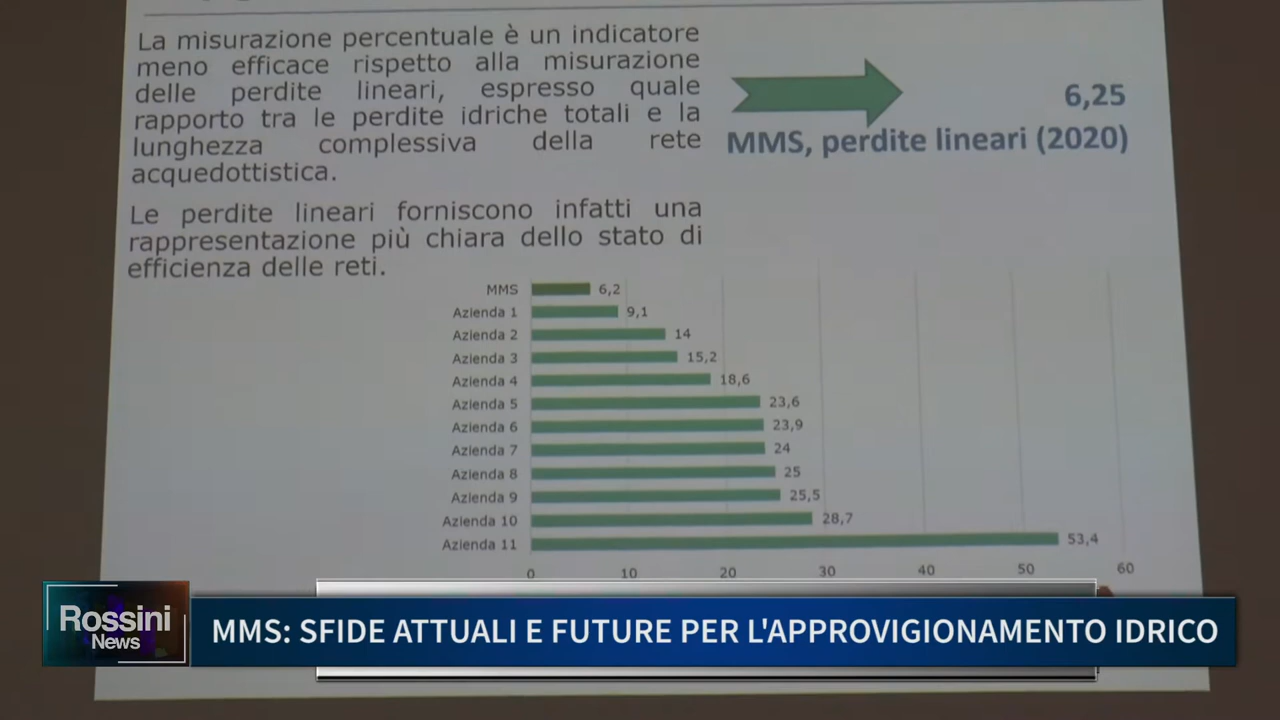 La misurazione percentuale è un indicatore
meno efficace rispetto alla misurazione
delle perdite lineari, espresso quale
rapporto tra le perdite idriche totali e la
lunghezza complessiva della rete
acquedottistica.
Le perdite lineari forniscono infatti una
rappresentazione più chiara dello stato di
efficienza delle reti.
6,25
MMS, perdite lineari (2020)
MMS 6,2
Azienda 1 9,1
Azienda 2 14
Azienda 3 15,2
Azienda 4 18,6
Azienda 5 23,6
Azienda 6 23,9
Azienda 7 24
Azienda 8 25
Azienda 9 25,5
Azienda 10 28,7
Azienda 11 53,4
0 10 20 30 40 50 60
Rossini
News
MMS: SFIDE ATTUALI E FUTURE PER L'APPROVIGIONAMENTO IDRICO